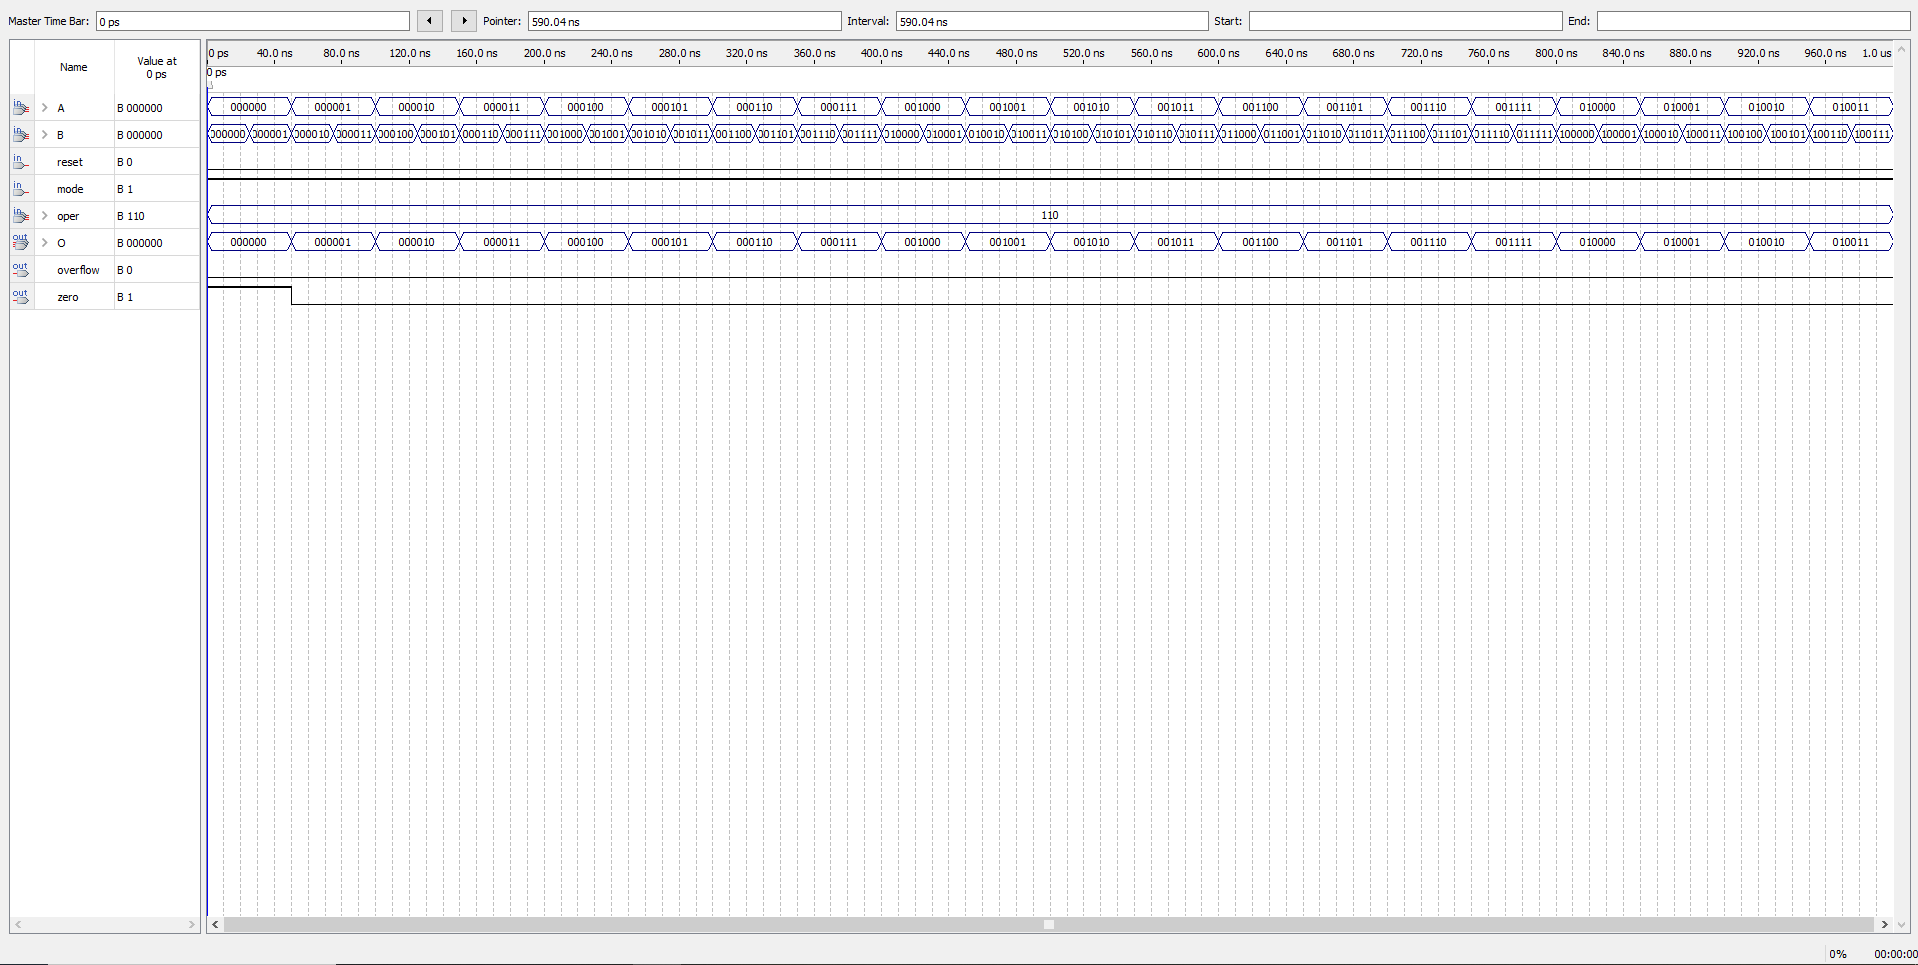 Master Time Bar: 0 ps Pointer: 590.04 ns Interval: 590.04 ns Start: End:
Name Value at 0 ps
0 ps 40.0 ns 80.0 ns 120.0 ns 160.0 ns 200.0 ns 240.0 ns 280.0 ns 320.0 ns 360.0 ns 400.0 ns 440.0 ns 480.0 ns 520.0 ns 560.0 ns 600.0 ns 640.0 ns 680.0 ns 720.0 ns 760.0 ns 800.0 ns 840.0 ns 880.0 ns 920.0 ns 960.0 ns 1.0 us
0 ps
in A B 000000 000000 000001 000010 000011 000100 000101 000110 000111 001000 001001 001010 001011 001100 001101 001110 001111 010000 010001 010010 010011
in B B 000000 000000 000001 000010 000011 000100 000101 000110 000111 001000 001001 001010 001011 001100 001101 001110 001111 010000 010001 010010 010011 010100 010101 010110 010111 011000 011001 011010 011011 011100 011101 011110 011111 100000 100001 100010 100011 100100 100101 100110 100111
in reset B 0
in mode B 1
in oper B 110 110
out O B 000000 000000 000001 000010 000011 000100 000101 000110 000111 001000 001001 001010 001011 001100 001101 001110 001111 010000 010001 010010 010011
out overflow B 0
out zero B 1
0% 00:00:00